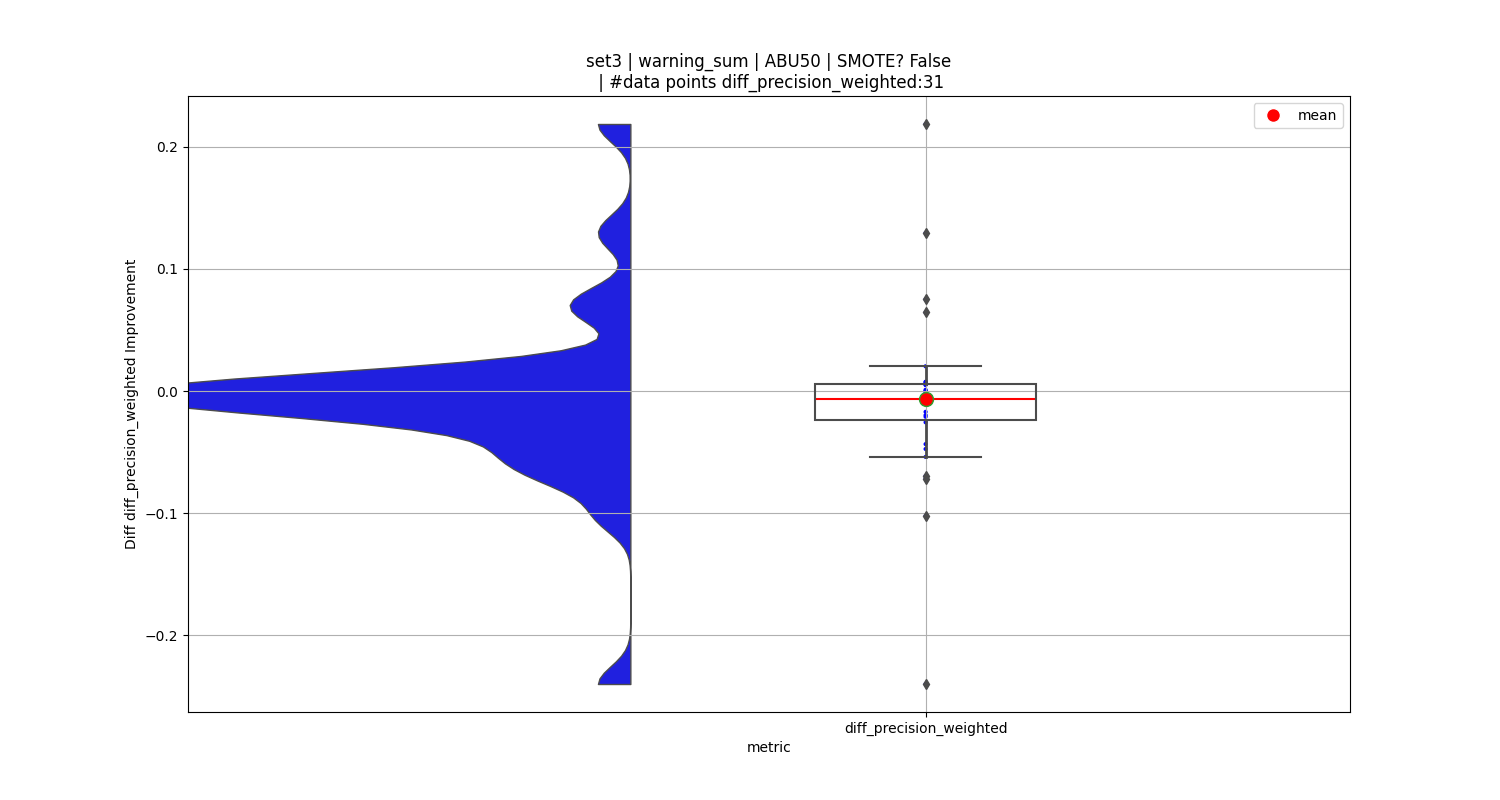 set3 | warning_sum | ABU50 | SMOTE? False
| #data points diff_precision_weighted:31
mean
0.2
0.1
0.0
−0.1
−0.2
Diff diff_precision_weighted Improvement
diff_precision_weighted
metric